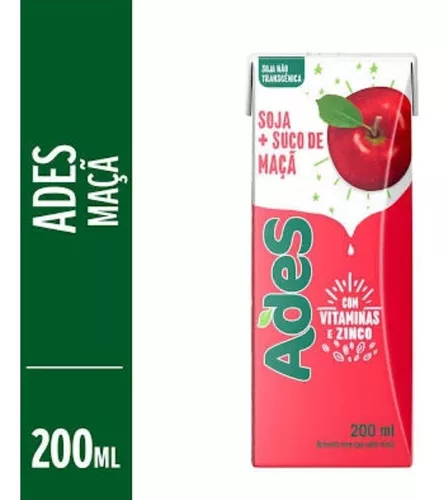 ADES
MAÇÃ
200ML
SOJA NÃO
TRANSGÊNICA
SOJA
+ SUCO DE
MAÇÃ
AdeS
COM
VITAMINAS
E ZINCO
200 ml